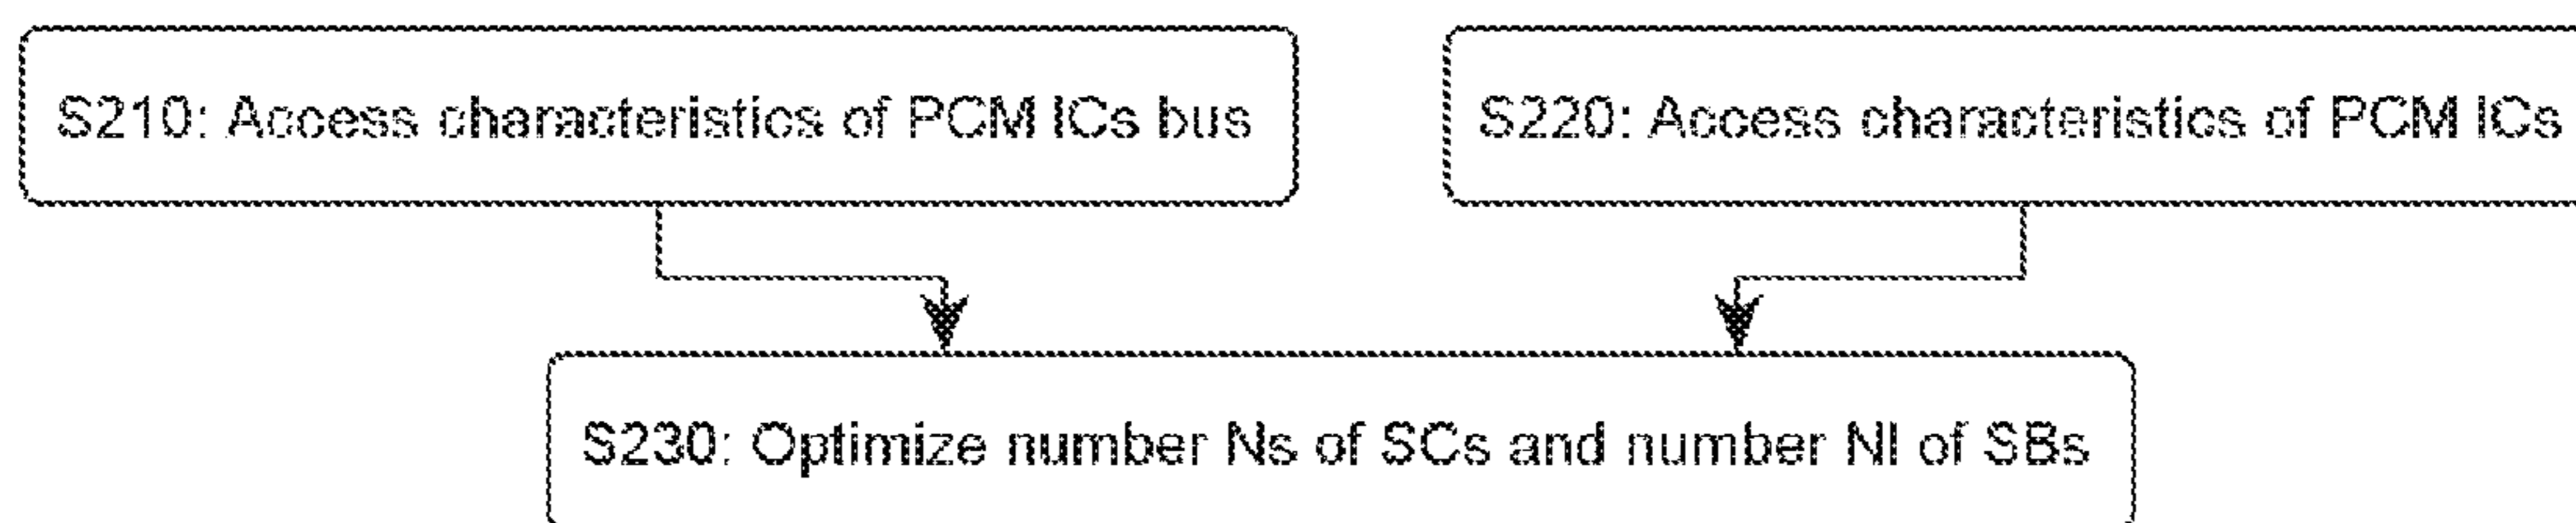 S210: Access characteristics of PCM ICs bus
S220: Access characteristics of PCM ICs
S230: Optimize number Ns of SCs and number Nl of SBs